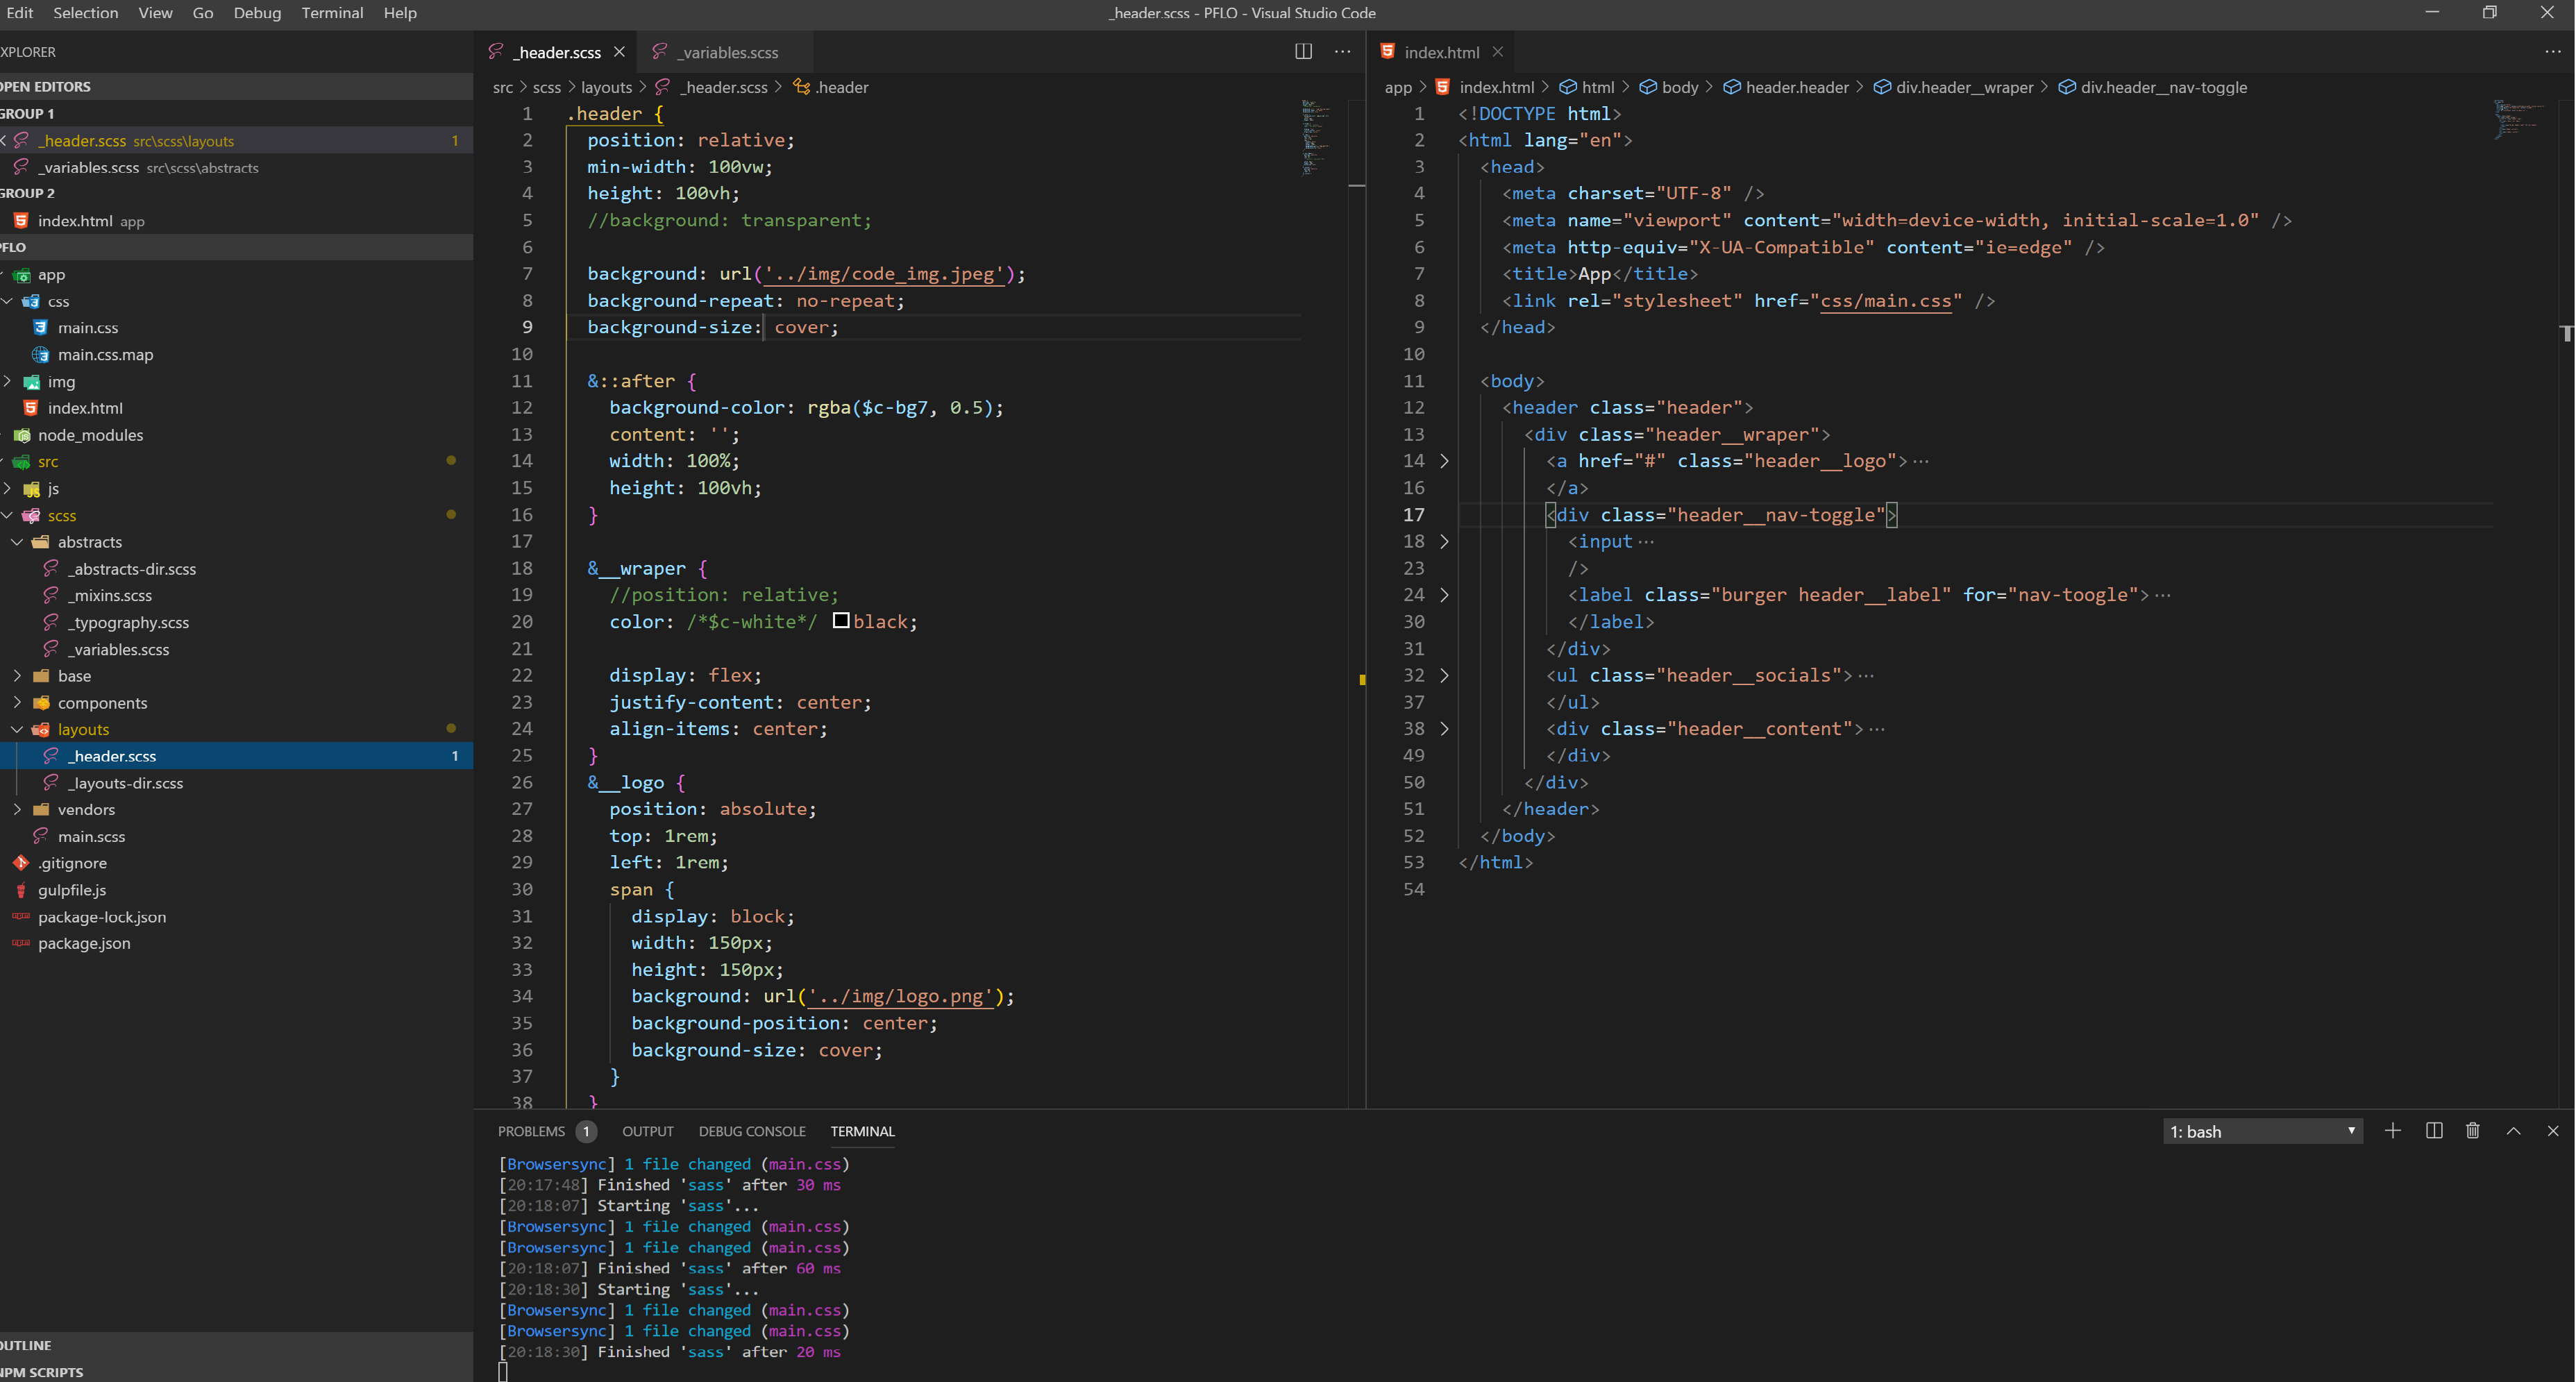 Edit Selection View Go Debug Terminal Help
_header.scss - PFLO - Visual Studio Code
XPLORER
OPEN EDITORS
GROUP 1
_header.scss src\scss\layouts 1
_variables.scss src\scss\abstracts
GROUP 2
index.html app
PFLO
app
css
main.css
main.css.map
img
index.html
node_modules
src
js
scss
abstracts
_abstracts-dir.scss
_mixins.scss
_typography.scss
_variables.scss
base
components
layouts
_header.scss 1
_layouts-dir.scss
vendors
main.scss
.gitignore
gulpfile.js
package-lock.json
package.json
OUTLINE
NPM SCRIPTS
_header.scss
_variables.scss
src > scss > layouts > _header.scss > .header
1 .header {
2 position: relative;
3 min-width: 100vw;
4 height: 100vh;
5 //background: transparent;
6
7 background: url('../img/code_img.jpeg');
8 background-repeat: no-repeat;
9 background-size: cover;
10
11 &::after {
12 background-color: rgba($c-bg7, 0.5);
13 content: '';
14 width: 100%;
15 height: 100vh;
16 }
17
18 &__wraper {
19 //position: relative;
20 color: /*$c-white*/ black;
21
22 display: flex;
23 justify-content: center;
24 align-items: center;
25 }
26 &__logo {
27 position: absolute;
28 top: 1rem;
29 left: 1rem;
30 span {
31 display: block;
32 width: 150px;
33 height: 150px;
34 background: url('../img/logo.png');
35 background-position: center;
36 background-size: cover;
37 }
38 }
index.html
app > index.html > html > body > header.header > div.header__wraper > div.header__nav-toggle
1 <!DOCTYPE html>
2 <html lang="en">
3 <head>
4 <meta charset="UTF-8" />
5 <meta name="viewport" content="width=device-width, initial-scale=1.0" />
6 <meta http-equiv="X-UA-Compatible" content="ie=edge" />
7 <title>App</title>
8 <link rel="stylesheet" href="css/main.css" />
9 </head>
10
11 <body>
12 <header class="header">
13 <div class="header__wraper">
14 <a href="#" class="header__logo">···
16 </a>
17 <div class="header__nav-toggle">
18 <input···
23 />
24 <label class="burger header__label" for="nav-toogle">···
30 </label>
31 </div>
32 <ul class="header__socials">···
37 </ul>
38 <div class="header__content">···
49 </div>
50 </div>
51 </header>
52 </body>
53 </html>
54
PROBLEMS 1 OUTPUT DEBUG CONSOLE TERMINAL
1: bash
[Browsersync] 1 file changed (main.css)
[20:17:48] Finished 'sass' after 30 ms
[20:18:07] Starting 'sass'...
[Browsersync] 1 file changed (main.css)
[Browsersync] 1 file changed (main.css)
[20:18:07] Finished 'sass' after 60 ms
[20:18:30] Starting 'sass'...
[Browsersync] 1 file changed (main.css)
[Browsersync] 1 file changed (main.css)
[20:18:30] Finished 'sass' after 20 ms